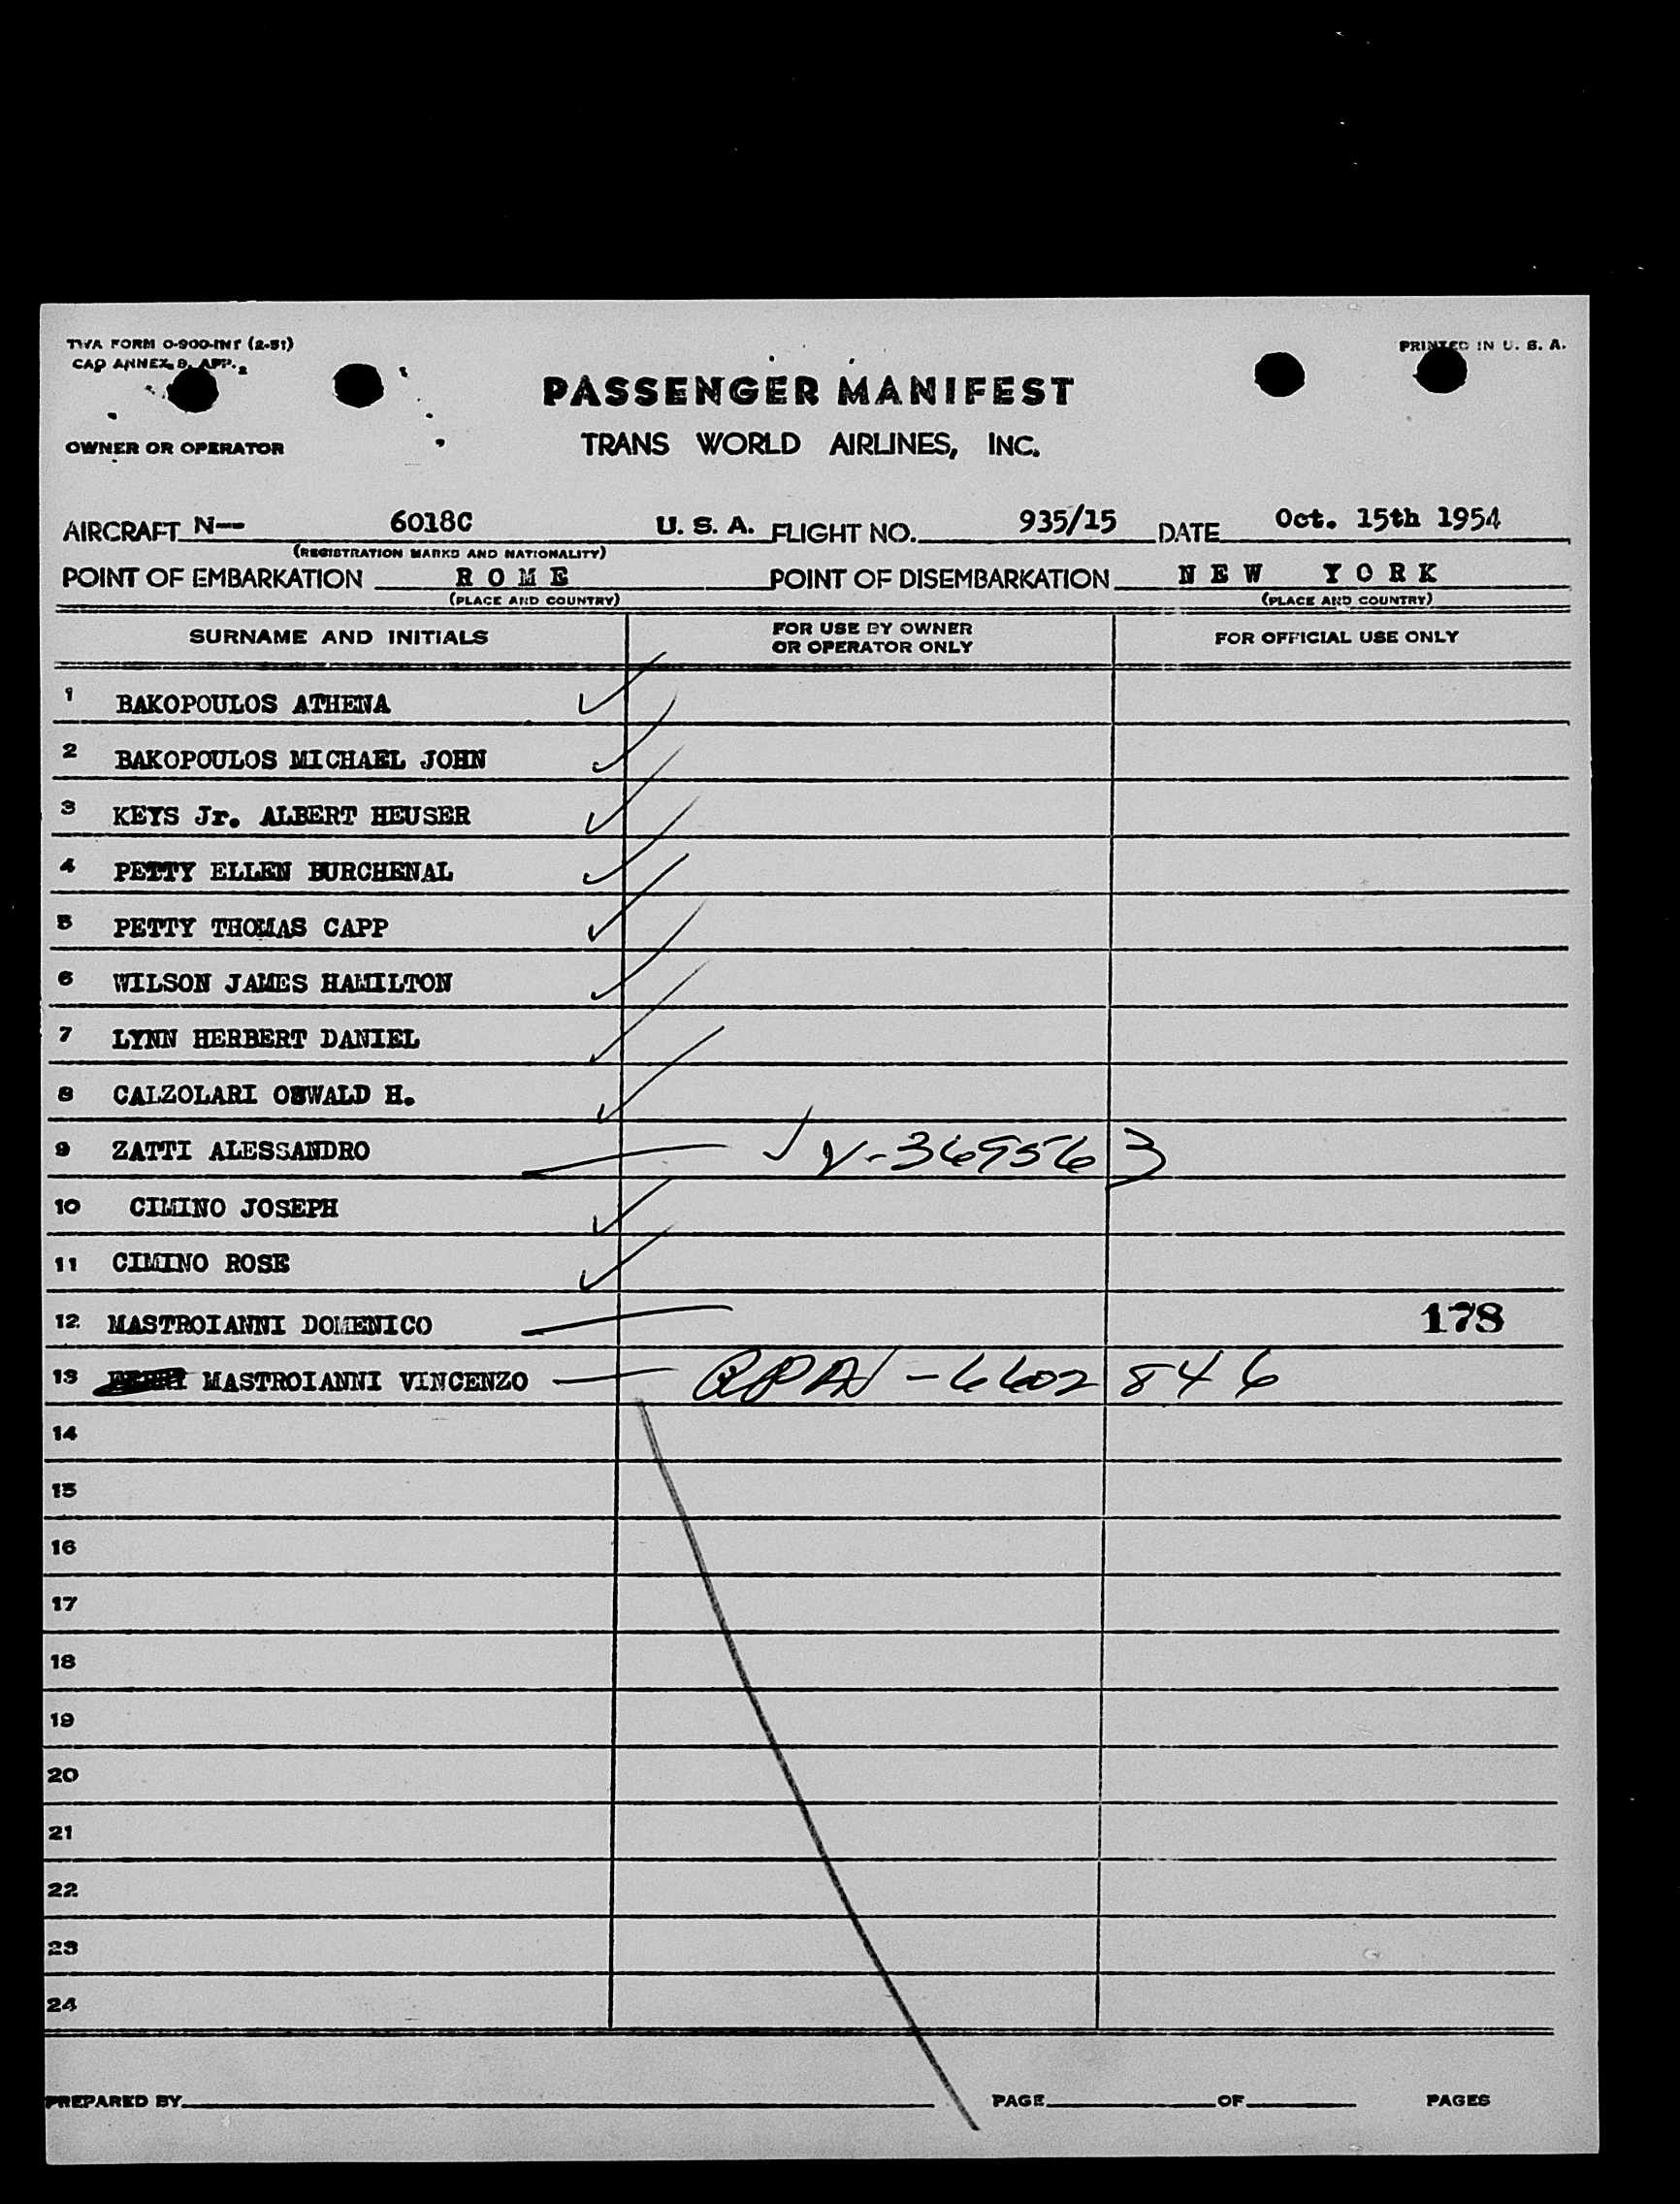 TWA FORM O-900-INT (2-51)
PRINTED IN U. S. A.
CAO ANNEX 9, APP. 2
PASSENGER MANIFEST
OWNER OR OPERATOR
TRANS WORLD AIRLINES, INC.
AIRCRAFT N-- 6018C U. S. A. FLIGHT NO. 935/15 DATE Oct. 15th 1954
(REGISTRATION MARKS AND NATIONALITY)
POINT OF EMBARKATION R O M E POINT OF DISEMBARKATION N E W Y O R K
(PLACE AND COUNTRY) (PLACE AND COUNTRY)
SURNAME AND INITIALS FOR USE BY OWNER OR OPERATOR ONLY FOR OFFICIAL USE ONLY
1 BAKOPOULOS ATHENA
2 BAKOPOULOS MICHAEL JOHN
3 KEYS Jr. ALBERT HEUSER
4 PETTY ELLEN BURCHENAL
5 PETTY THOMAS CAPP
6 WILSON JAMES HAMILTON
7 LYNN HERBERT DANIEL
8 CALZOLARI OSWALD H.
9 ZATTI ALESSANDRO V-3695563
10 CIMINO JOSEPH
11 CIMINO ROSE
12 MASTROIANNI DOMENICO 178
13 MASTROIANNI VINCENZO - 6602846
14
15
16
17
18
19
20
21
22
23
24
PREPARED BY PAGE OF PAGES